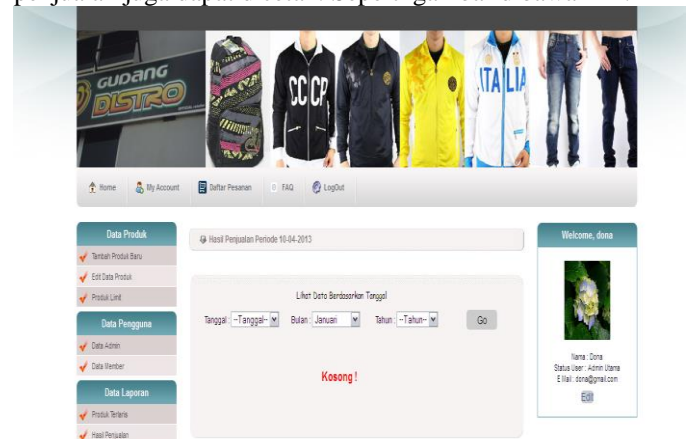 GUDANG
DISTRO
CCCP
ITALIA
Home
My Account
Daftar Pesanan
FAQ
LogOut
Data Produk
Tambah Produk Baru
Edit Data Produk
Produk Limit
Data Pengguna
Data Admin
Data Member
Data Laporan
Produk Terlaris
Hasil Penjualan
Hasil Penjualan Periode 10-04-2013
Lihat Data Berdasarkan Tanggal
Tanggal : --Tanggal-- Bulan : Januari Tahun : --Tahun-- Go
Kosong !
Welcome, dona
Nama : Dona
Status User : Admin Utama
E Mail : dona@gmail.com
Edit